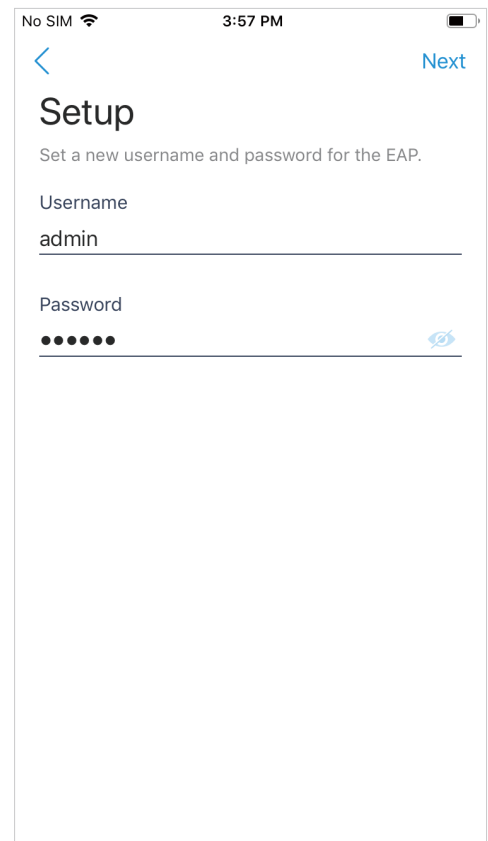 No SIM 3:57 PM
Next
Setup
Set a new username and password for the EAP.
Username
admin
Password
••••••